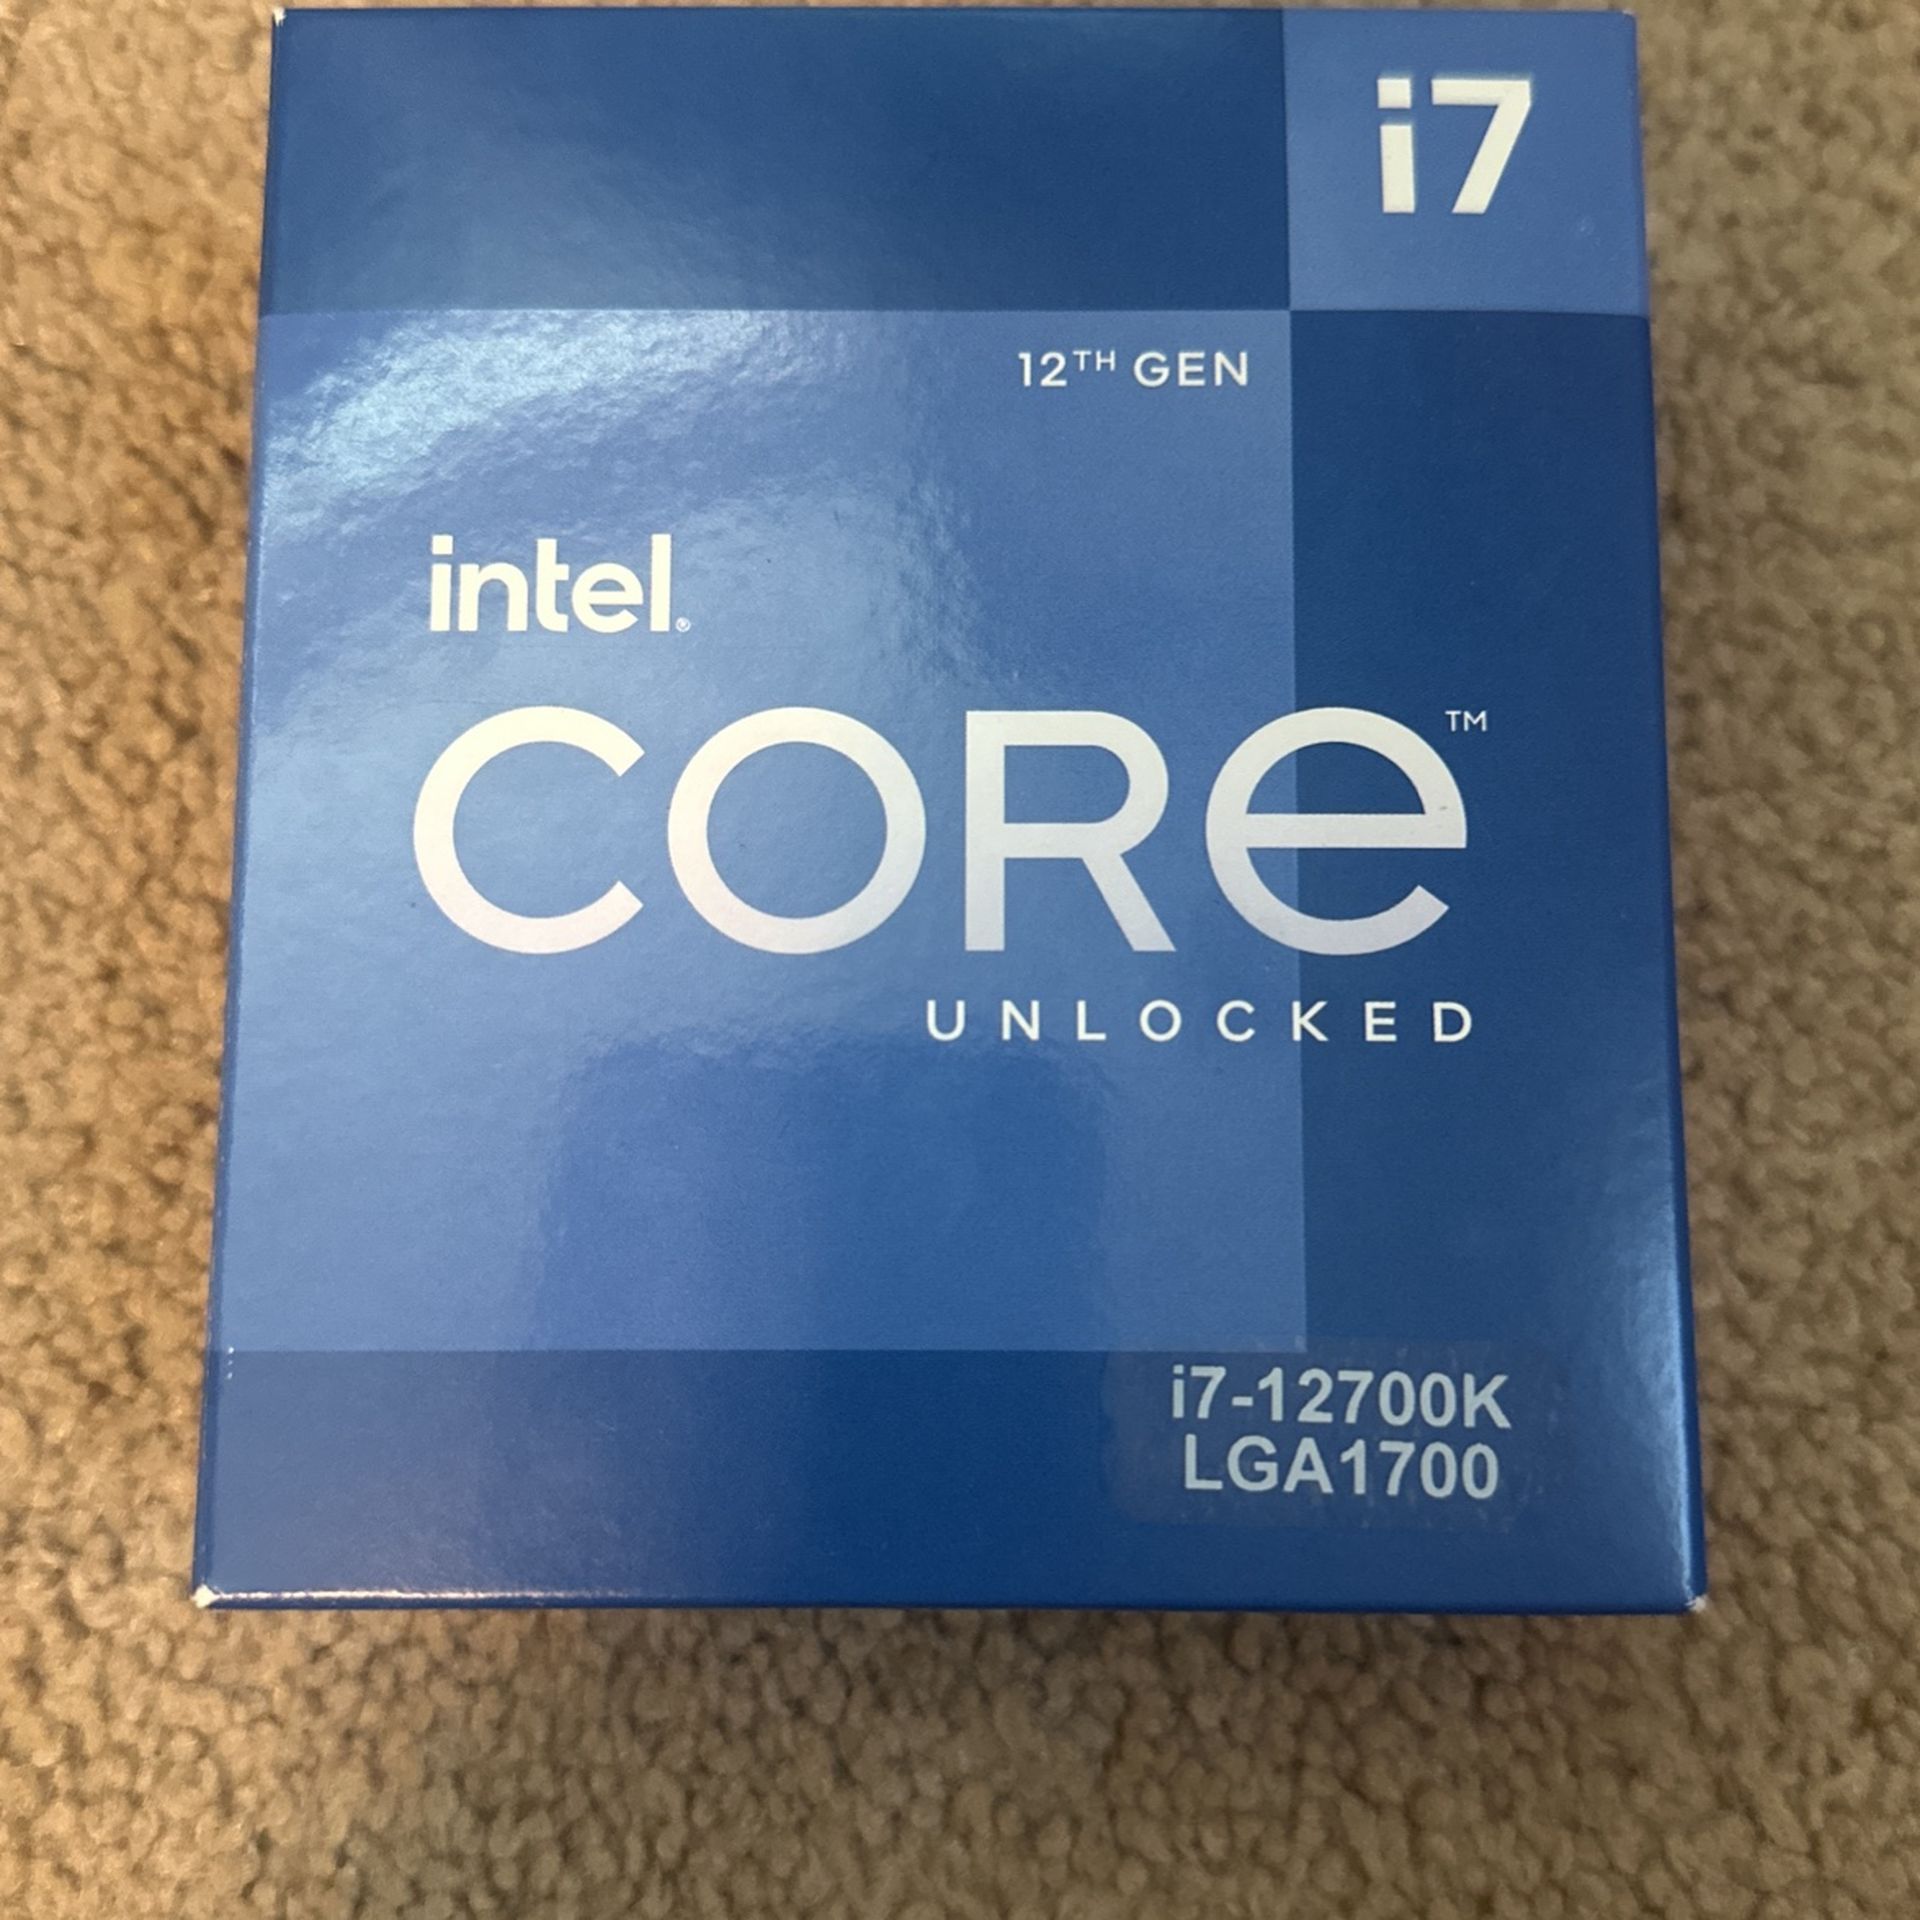 i7
12TH GEN
intel®
CORe™
UNLOCKED
i7-12700K
LGA1700